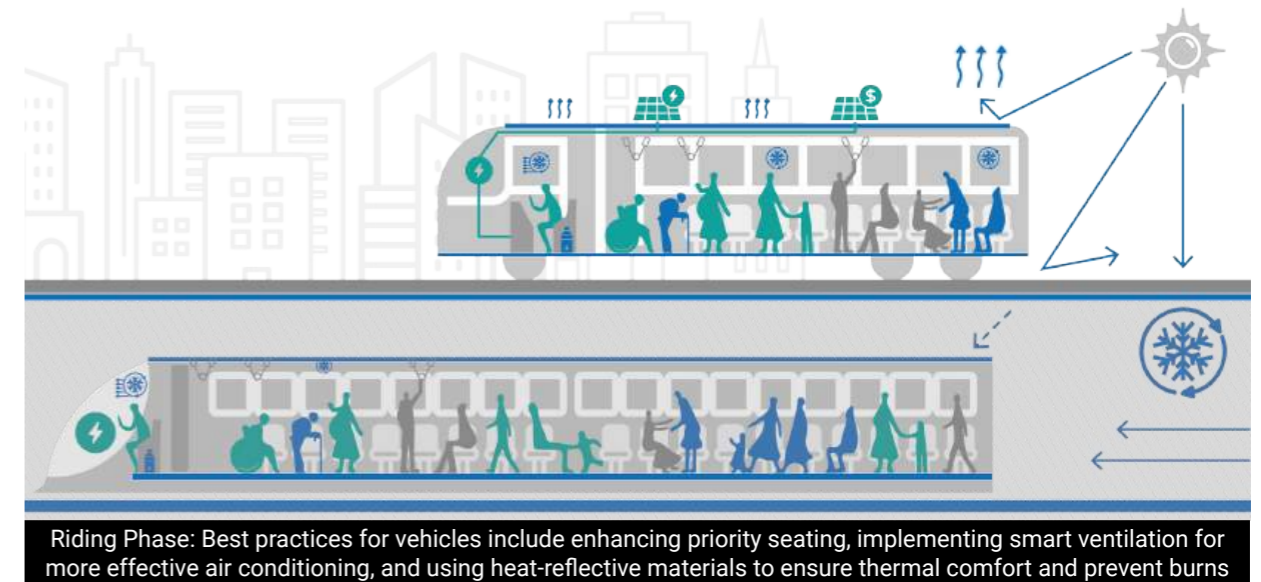 $
Riding Phase: Best practices for vehicles include enhancing priority seating, implementing smart ventilation for
more effective air conditioning, and using heat-reflective materials to ensure thermal comfort and prevent burns